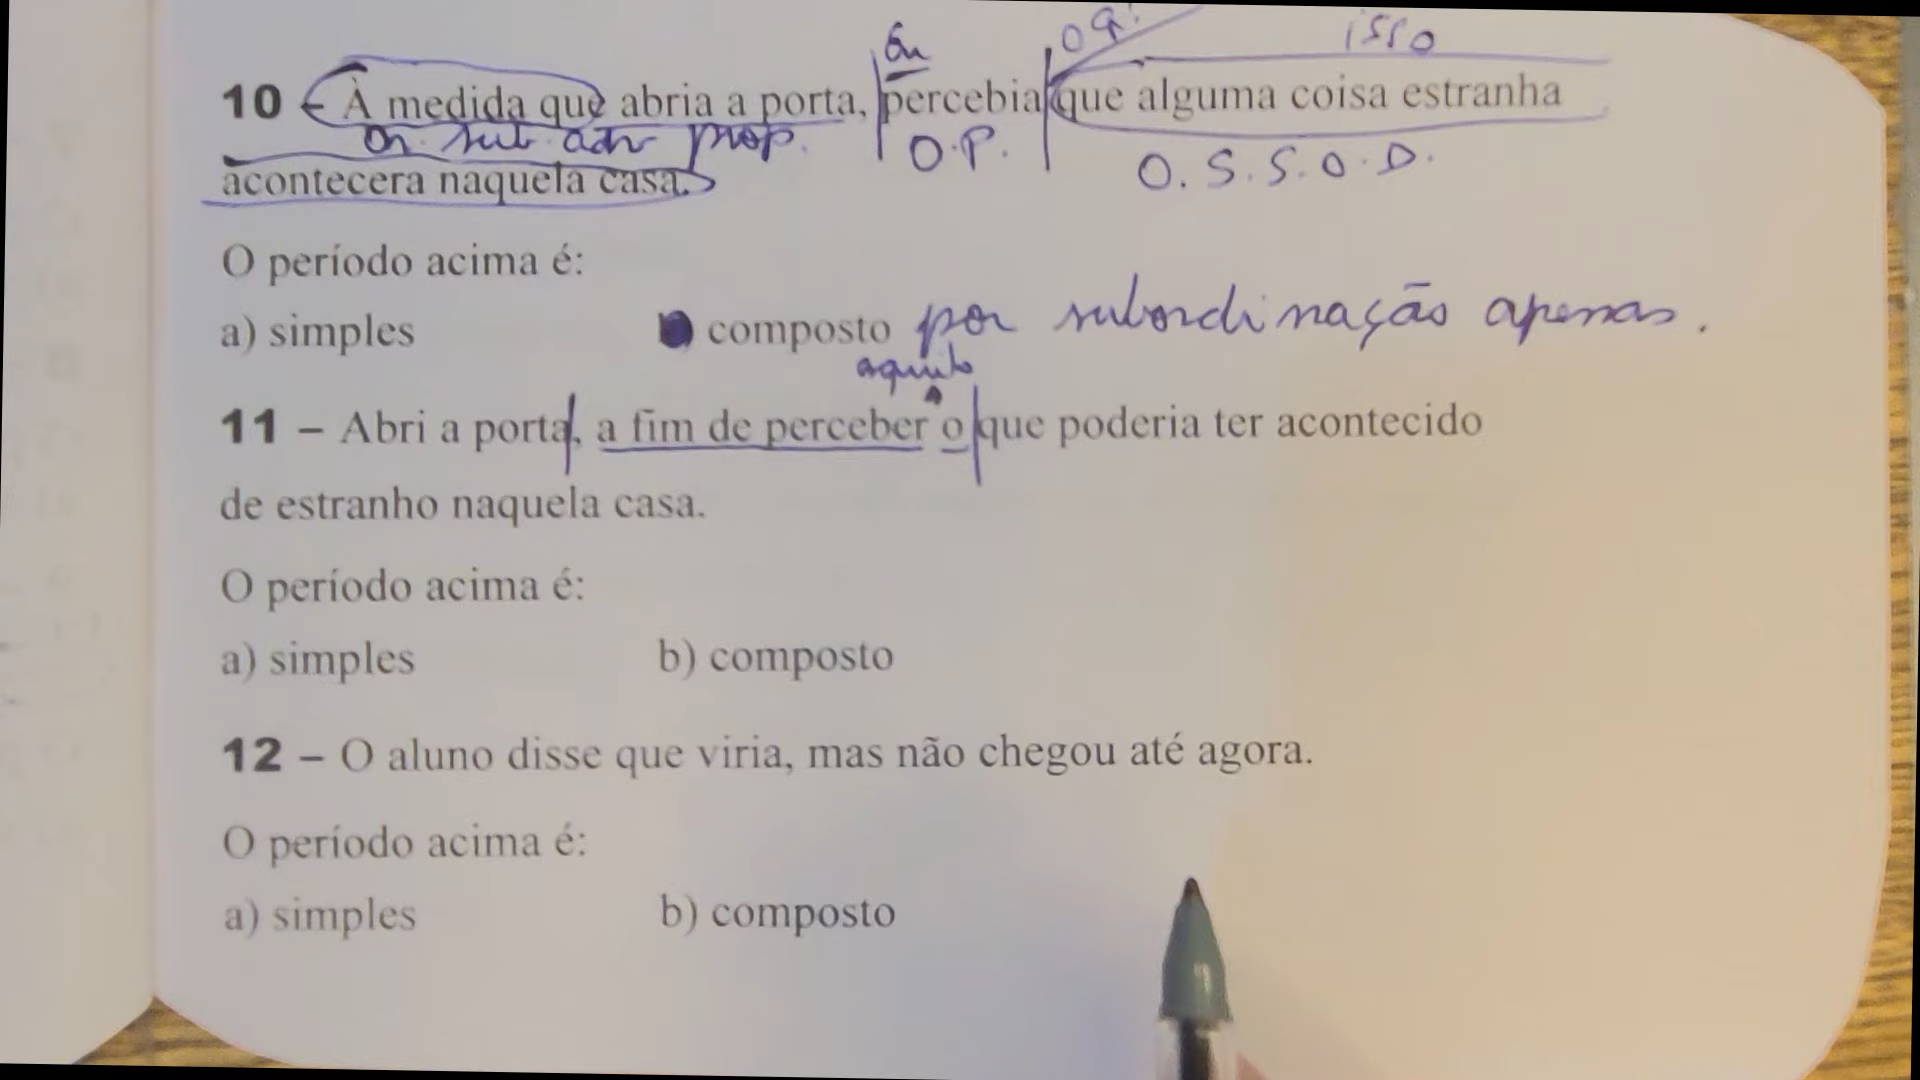 Eu
o q.
isso
10 – À medida que abria a porta, percebia que alguma coisa estranha
Or. sub. adv prop.
O.P.
O.S.S.O.D.
acontecera naquela casa.
O período acima é:
a) simples
composto por subordinação apenas.
aquilo
11 – Abri a porta, a fim de perceber o que poderia ter acontecido
de estranho naquela casa.
O período acima é:
a) simples b) composto
12 – O aluno disse que viria, mas não chegou até agora.
O período acima é:
a) simples b) composto